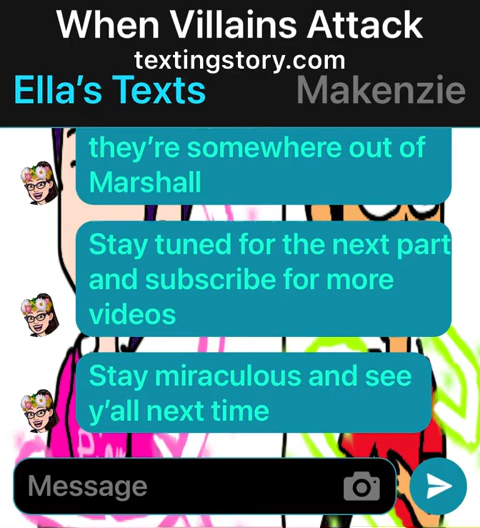 When Villains Attack
textingstory.com
Ella's Texts Makenzie
they're somewhere out of
Marshall
Stay tuned for the next part
and subscribe for more
videos
Stay miraculous and see
y'all next time
Message